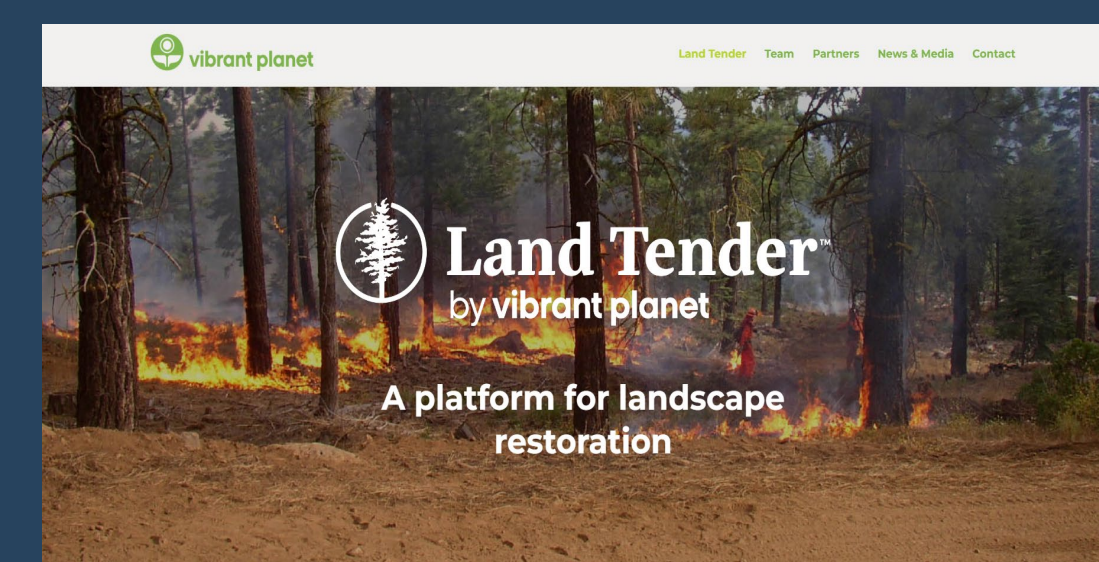 vibrant planet
Land Tender Team Partners News & Media Contact
Land Tender™
by vibrant planet
A platform for landscape
restoration